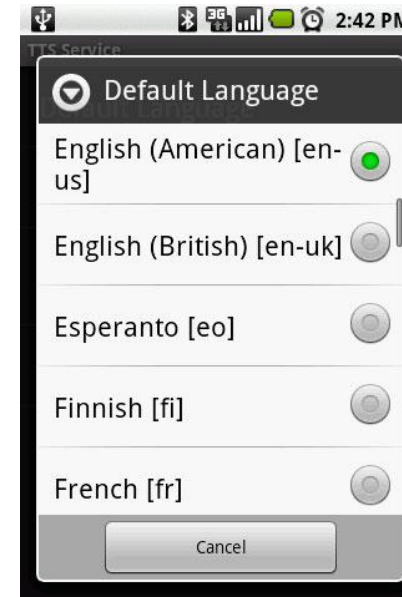 3G 2:42 PM
TTS Service
Default Language
English (American) [en-
us]
English (British) [en-uk]
Esperanto [eo]
Finnish [fi]
French [fr]
Cancel